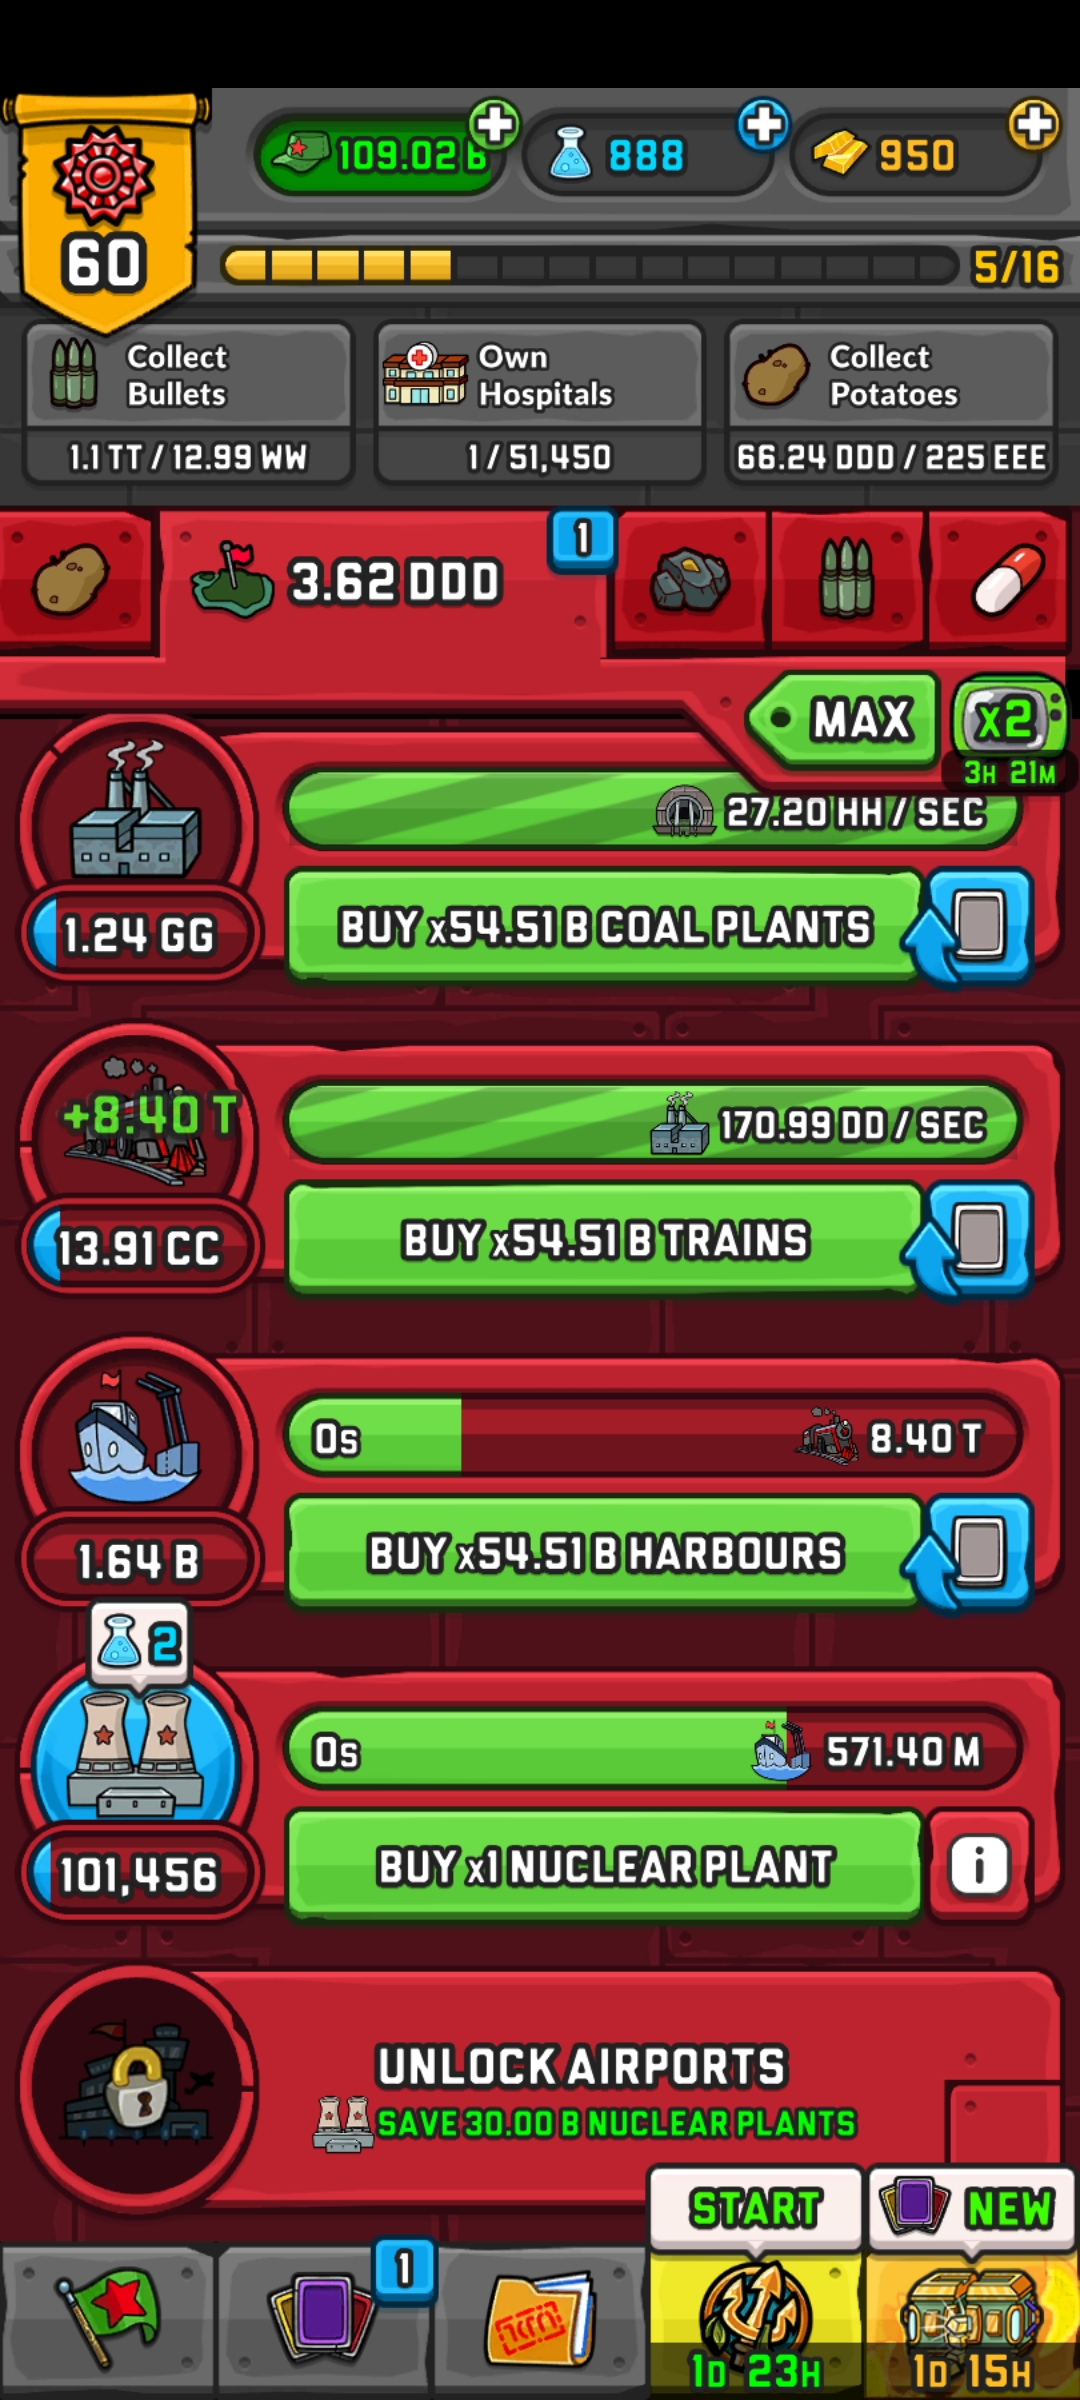 109.02 B
888
950
60
5/16
Collect
Bullets
1.1 TT / 12.99 WW
Own
Hospitals
1 / 51,450
Collect
Potatoes
66.24 DDD / 225 EEE
3.62 DDD
1
MAX
x2
3H 21M
27.20 HH / SEC
1.24 GG
BUY x54.51 B COAL PLANTS
+8.40 T
170.99 DD / SEC
13.91 CC
BUY x54.51 B TRAINS
0s
8.40 T
1.64 B
BUY x54.51 B HARBOURS
2
0s
571.40 M
101,456
BUY x1 NUCLEAR PLANT
i
UNLOCK AIRPORTS
SAVE 30.00 B NUCLEAR PLANTS
START
NEW
1
1D 23H
1D 15H